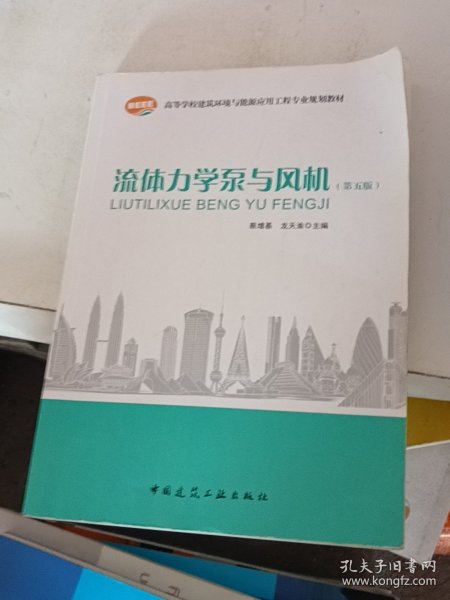 高等学校建筑环境与能源应用工程专业规划教材
流体力学泵与风机（第五版）
LIUTILIXUE BENG YU FENGJI
蔡增基 龙天渝◎主编
中国建筑工业出版社
孔夫子旧书网
www.kongfz.com